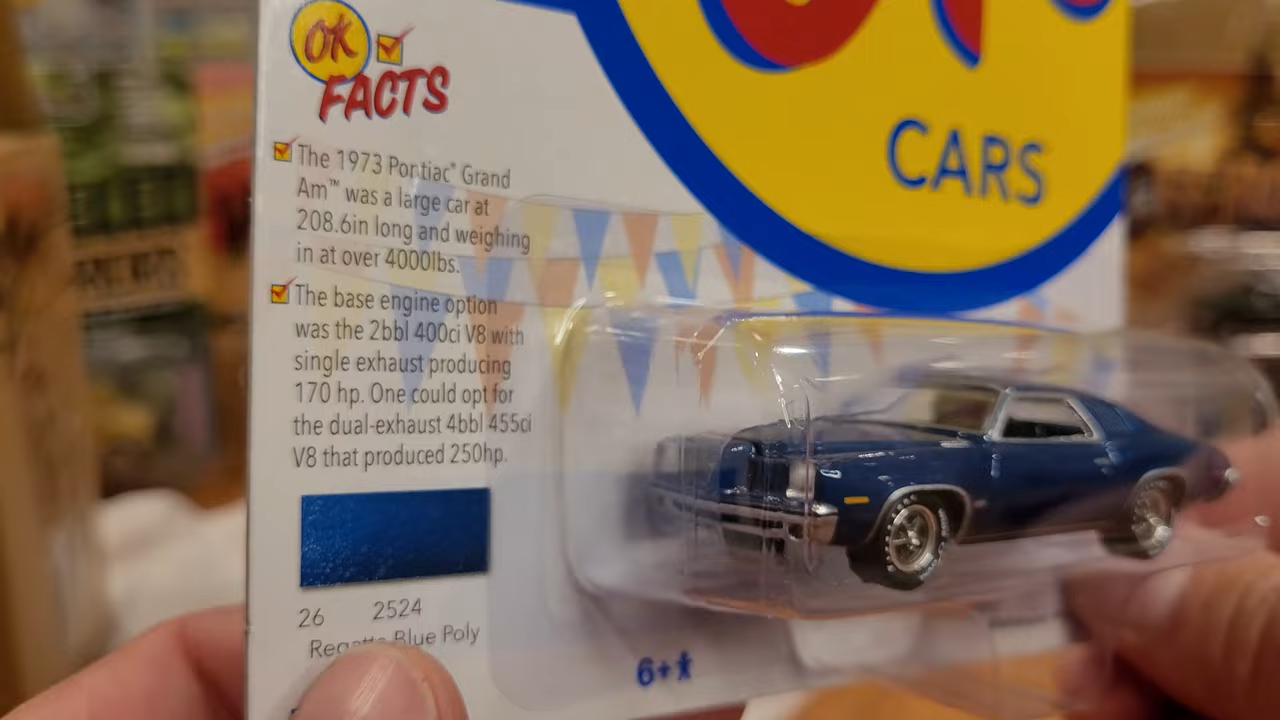 OK
FACTS
The 1973 Pontiac® Grand
Am™ was a large car at
208.6in long and weighing
in at over 4000lbs.
The base engine option
was the 2bbl 400ci V8 with
single exhaust producing
170 hp. One could opt for
the dual-exhaust 4bbl 455ci
V8 that produced 250hp.
26 2524
Blue Poly
CARS
6+